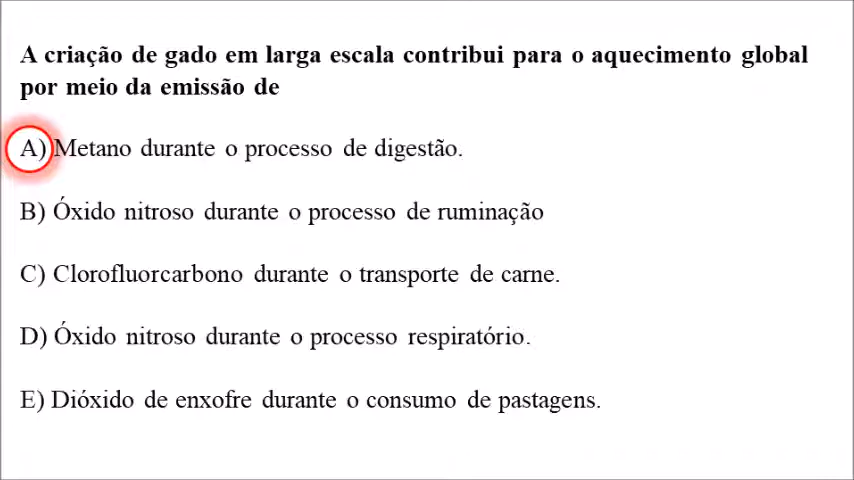 A criação de gado em larga escala contribui para o aquecimento global
por meio da emissão de
A) Metano durante o processo de digestão.
B) Óxido nitroso durante o processo de ruminação
C) Clorofluorcarbono durante o transporte de carne.
D) Óxido nitroso durante o processo respiratório.
E) Dióxido de enxofre durante o consumo de pastagens.